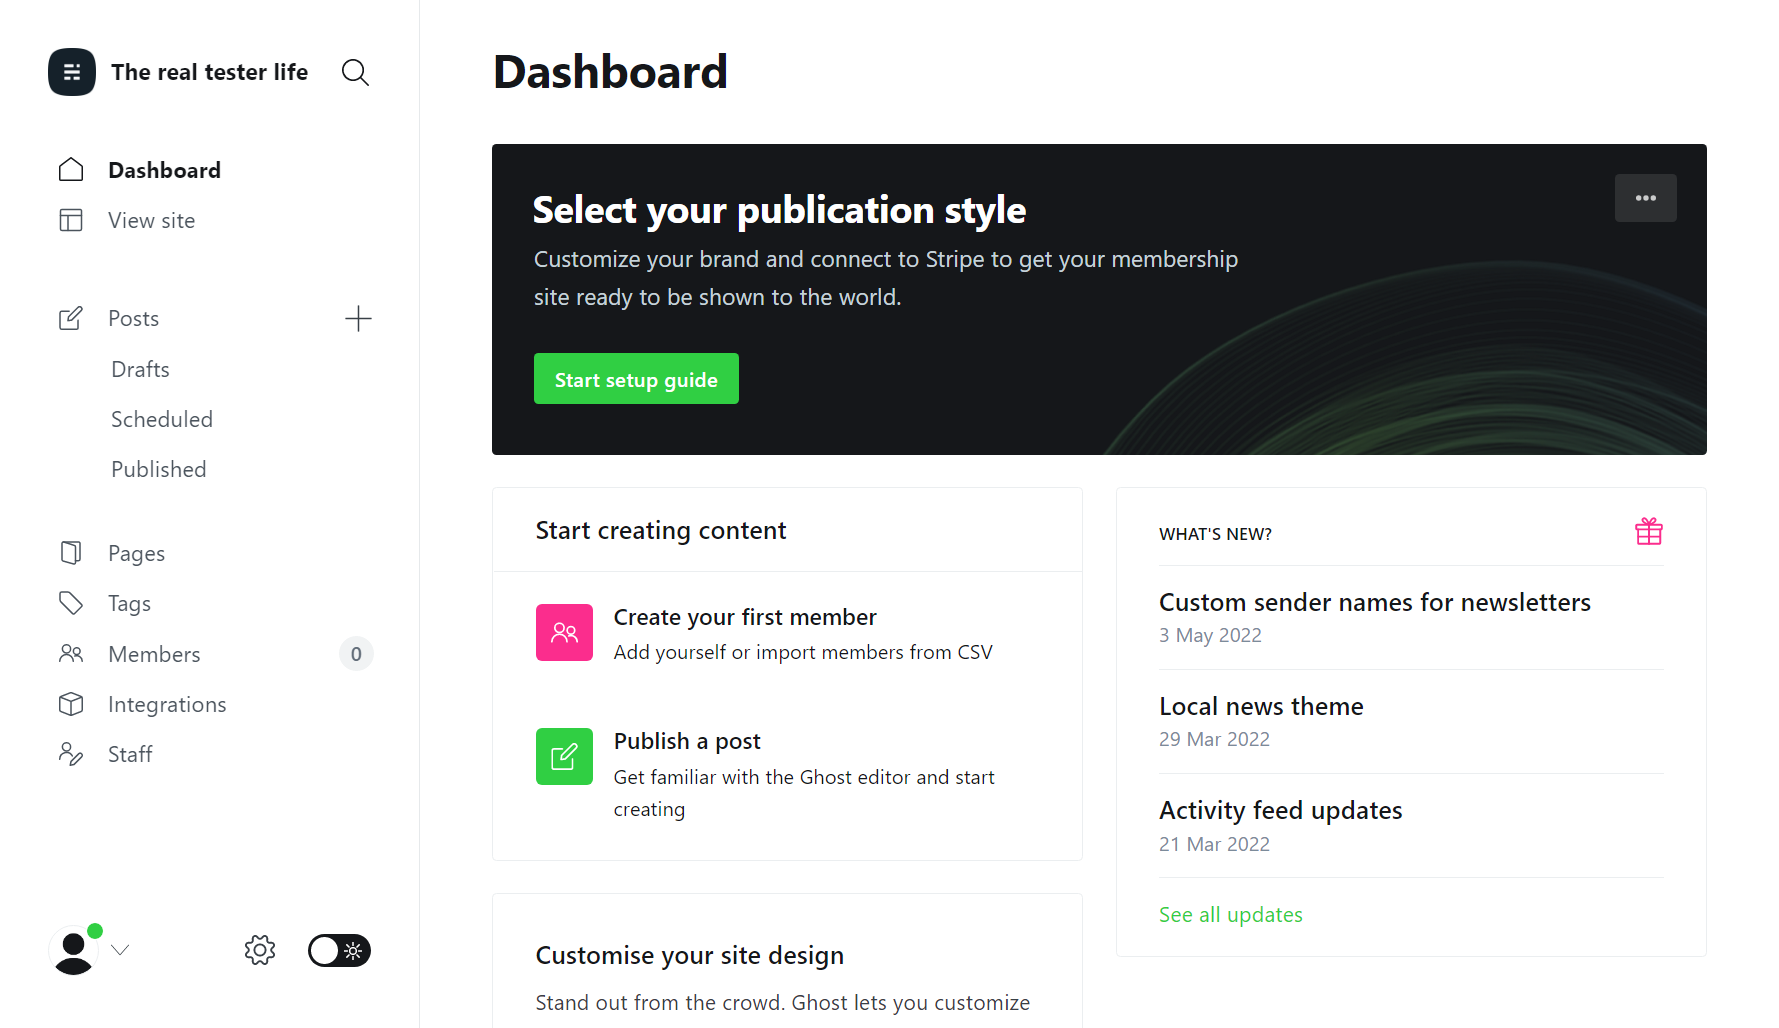 The real tester life
Dashboard
View site
Posts
Drafts
Scheduled
Published
Pages
Tags
Members 0
Integrations
Staff
Dashboard
Select your publication style
Customize your brand and connect to Stripe to get your membership
site ready to be shown to the world.
Start setup guide
Start creating content
Create your first member
Add yourself or import members from CSV
Publish a post
Get familiar with the Ghost editor and start
creating
Customise your site design
Stand out from the crowd. Ghost lets you customize
WHAT'S NEW?
Custom sender names for newsletters
3 May 2022
Local news theme
29 Mar 2022
Activity feed updates
21 Mar 2022
See all updates